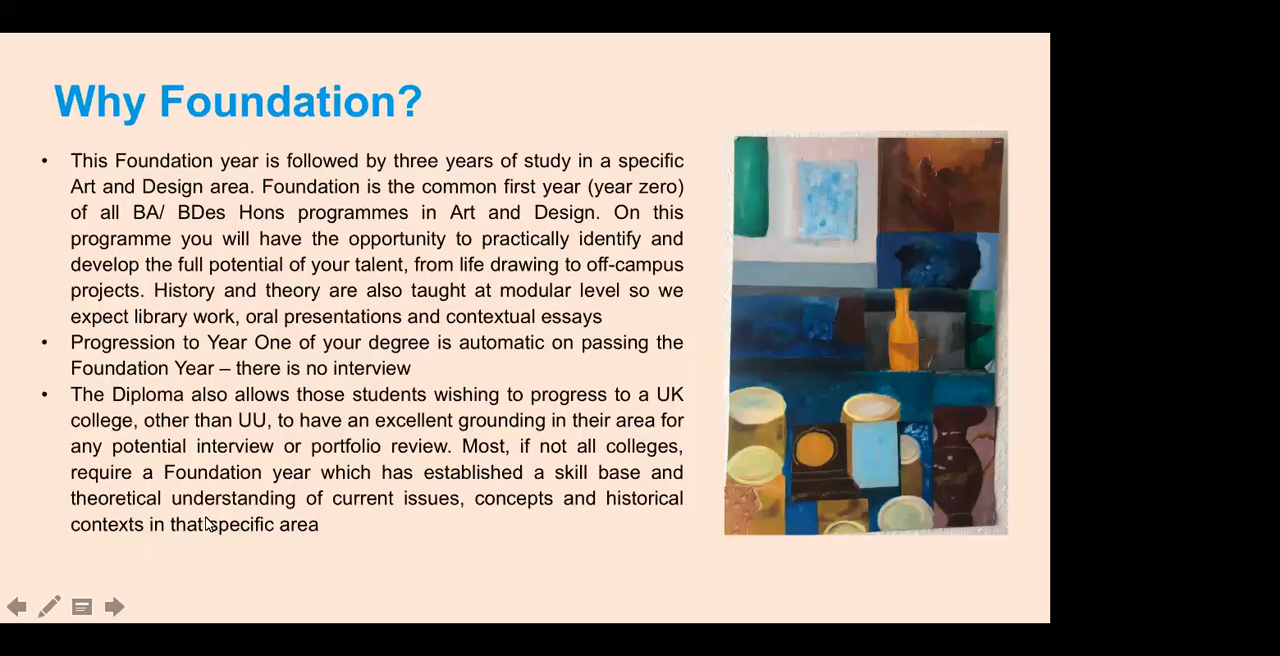 Why Foundation?
• This Foundation year is followed by three years of study in a specific
Art and Design area. Foundation is the common first year (year zero)
of all BA/ BDes Hons programmes in Art and Design. On this
programme you will have the opportunity to practically identify and
develop the full potential of your talent, from life drawing to off-campus
projects. History and theory are also taught at modular level so we
expect library work, oral presentations and contextual essays
• Progression to Year One of your degree is automatic on passing the
Foundation Year – there is no interview
• The Diploma also allows those students wishing to progress to a UK
college, other than UU, to have an excellent grounding in their area for
any potential interview or portfolio review. Most, if not all colleges,
require a Foundation year which has established a skill base and
theoretical understanding of current issues, concepts and historical
contexts in that specific area